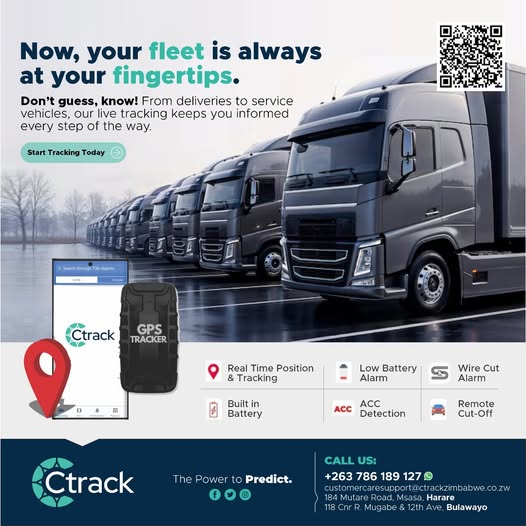 Now, your fleet is always
at your fingertips.
Don't guess, know! From deliveries to service
vehicles, our live tracking keeps you informed
every step of the way.
Start Tracking Today
Ctrack
GPS
TRACKER
Real Time Position
& Tracking
Low Battery
Alarm
Wire Cut
Alarm
Built in
Battery
ACC
ACC
Detection
Remote
Cut-Off
Ctrack
The Power to Predict.
CALL US:
+263 786 189 127
customercaresupport@ctrackzimbabwe.co.zw
184 Mutare Road, Msasa, Harare
118 Cnr R. Mugabe & 12th Ave, Bulawayo